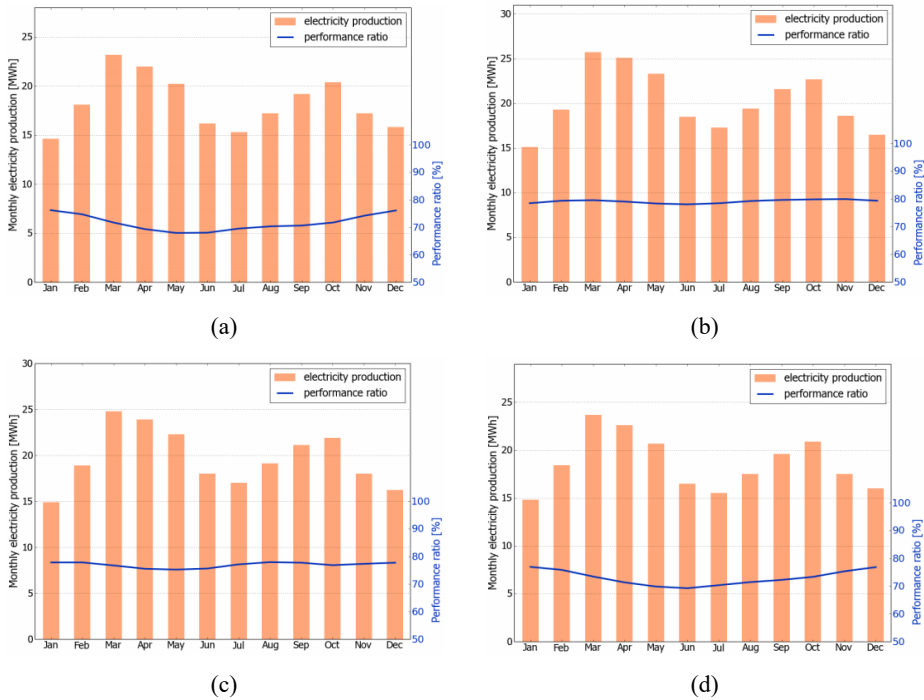 electricity production
performance ratio
Monthly electricity production [MWh]
25
20
15
10
5
0
100
90
80
70
60
50
Performance ratio [%]
Jan Feb Mar Apr May Jun Jul Aug Sep Oct Nov Dec
(a)
electricity production
performance ratio
Monthly electricity production [MWh]
30
25
20
15
10
5
0
100
90
80
70
60
50
Performance ratio [%]
Jan Feb Mar Apr May Jun Jul Aug Sep Oct Nov Dec
(b)
electricity production
performance ratio
Monthly electricity production [MWh]
30
25
20
15
10
5
0
100
90
80
70
60
50
Performance ratio [%]
Jan Feb Mar Apr May Jun Jul Aug Sep Oct Nov Dec
(c)
electricity production
performance ratio
Monthly electricity production [MWh]
25
20
15
10
5
0
100
90
80
70
60
50
Performance ratio [%]
Jan Feb Mar Apr May Jun Jul Aug Sep Oct Nov Dec
(d)